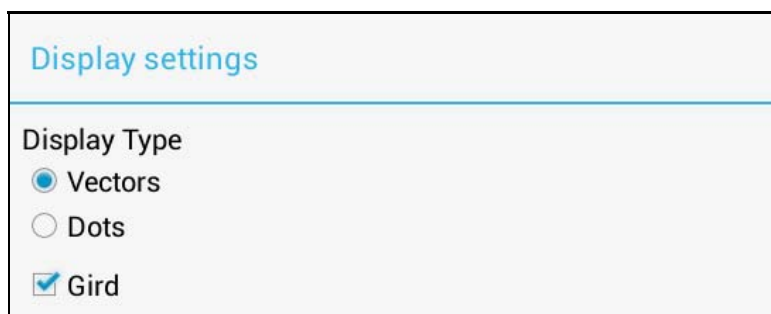 Display settings
Display Type
Vectors
Dots
Gird